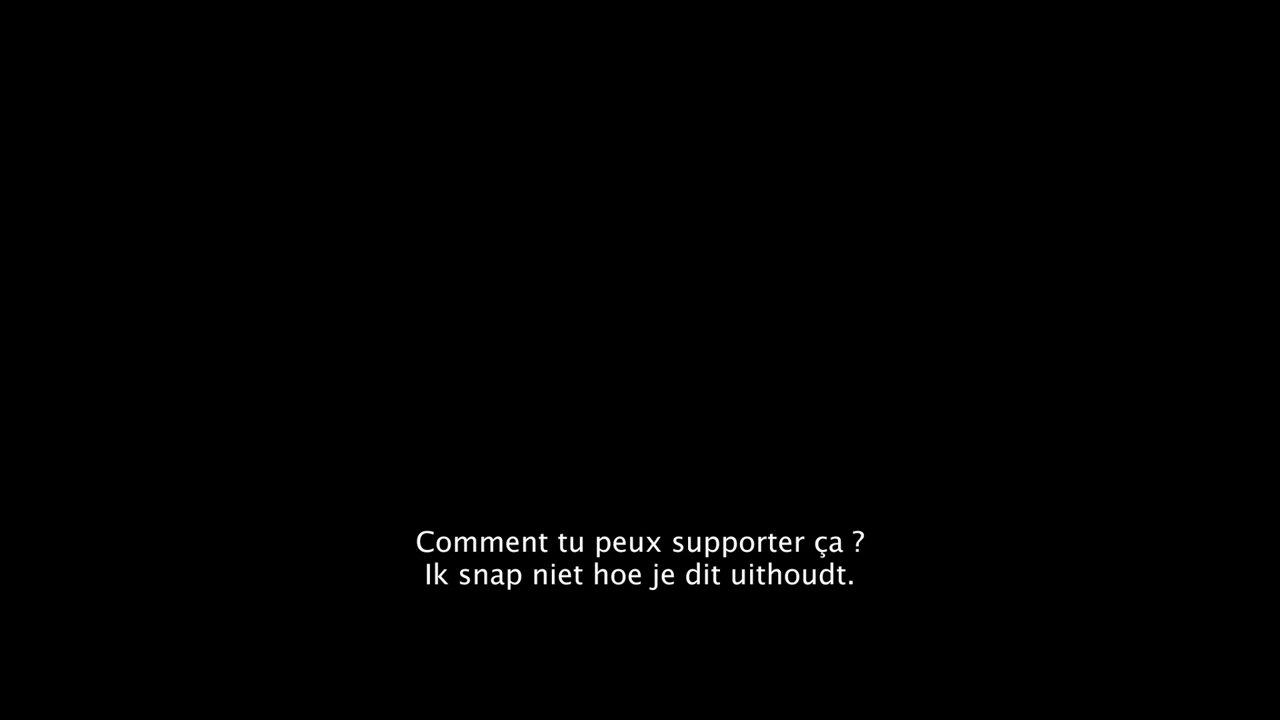 Comment tu peux supporter ça ?
Ik snap niet hoe je dit uithoudt.